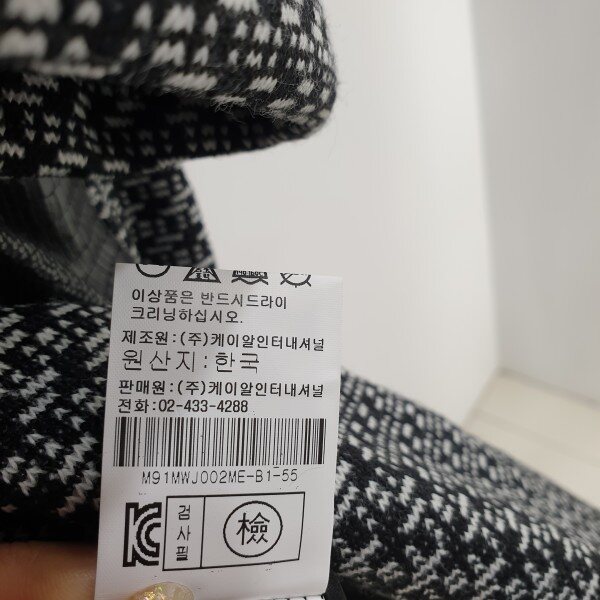 이상품은 반드시드라이
크리닝하십시오.
제조원:(주)케이알인터내셔널
원산지:한국
판매원:(주)케이알인터내셔널
전화:02-433-4288
M91MWJ002ME-B1-55
검사필
檢